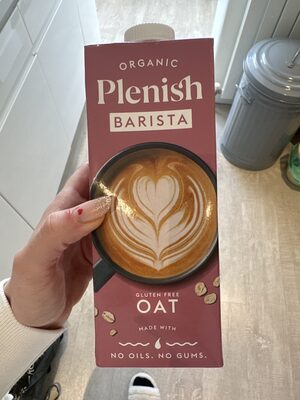 ORGANIC
Plenish
BARISTA
GLUTEN FREE
OAT
MADE WITH
NO OILS. NO GUMS.